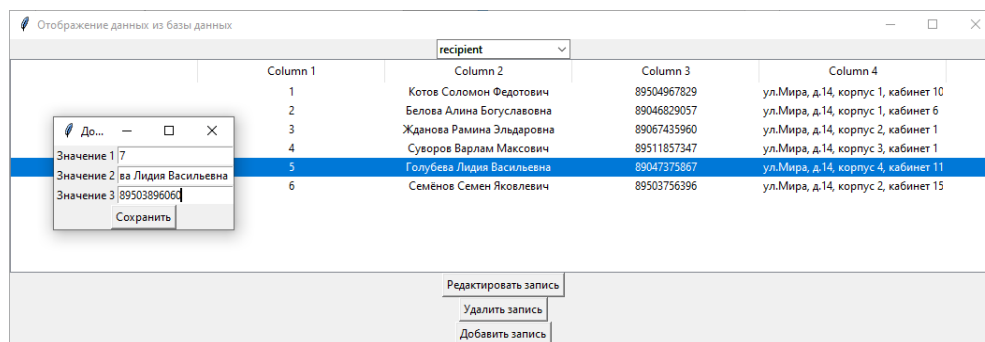 Отображение данных из базы данных
recipient
Column 1 Column 2 Column 3 Column 4
1 Котов Соломон Федотович 89504967829 ул.Мира, д.14, корпус 1, кабинет 10
2 Белова Алина Богуславовна 89046829057 ул.Мира, д.14, корпус 1, кабинет 6
3 Жданова Рамина Эльдаровна 89067435960 ул.Мира, д.14, корпус 2, кабинет 1
4 Суворов Варлам Максович 89511857347 ул.Мира, д.14, корпус 3, кабинет 1
5 Голубева Лидия Васильевна 89047375867 ул.Мира, д.14, корпус 4, кабинет 11
6 Семёнов Семен Яковлевич 89503756396 ул.Мира, д.14, корпус 2, кабинет 15
До...
Значение 1 7
Значение 2 ва Лидия Васильевна
Значение 3 89503896060
Сохранить
Редактировать запись
Удалить запись
Добавить запись